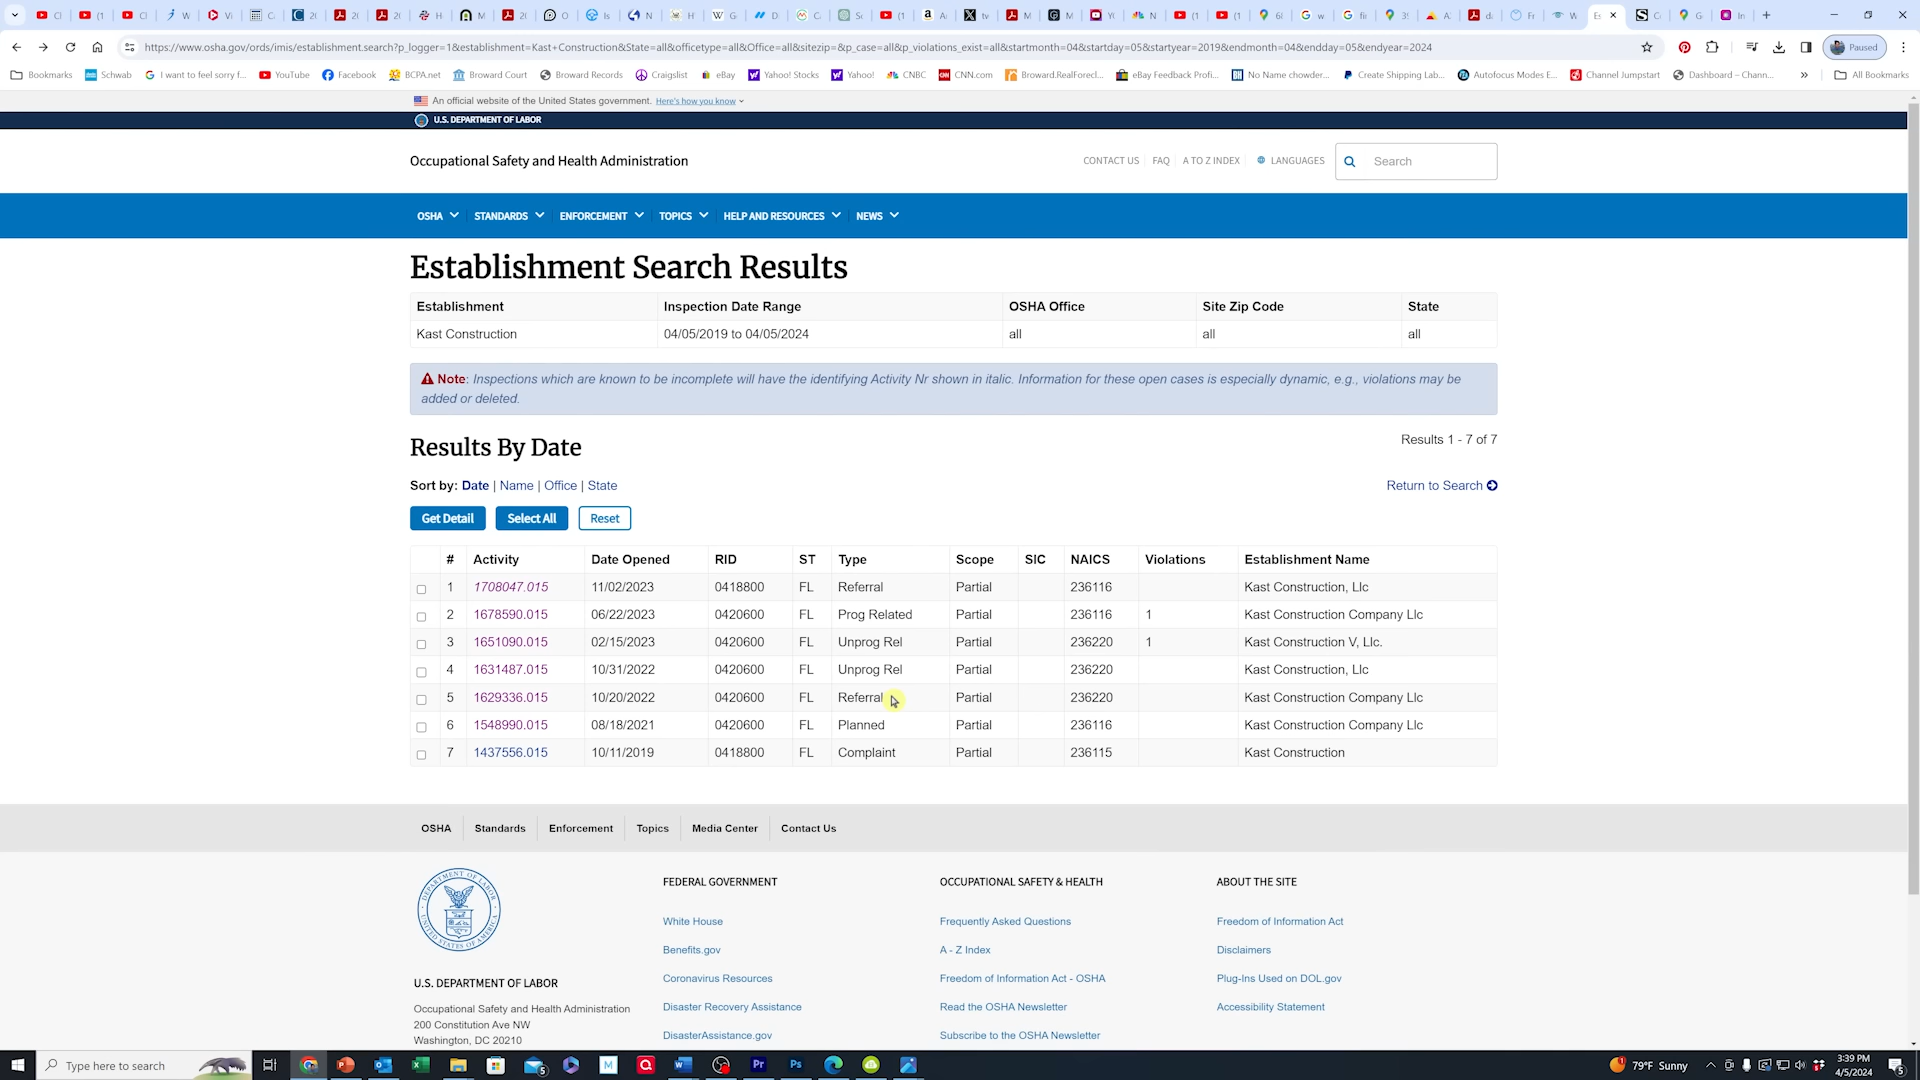 https://www.osha.gov/ords/imis/establishment.search?p_logger=1&establishment=Kast+Construction&State=all&officetype=all&Office=all&sitezip=&p_case=all&p_violations_exist=all&startmonth=04&startday=05&startyear=2019&endmonth=04&endday=05&endyear=2024
Paused
Bookmarks Schwab I want to feel sorry f... YouTube Facebook BCPA.net Broward Court Broward Records Craigslist eBay Yahoo! Stocks Yahoo! CNBC CNN.com Broward.RealForecl... eBay Feedback Profi... No Name chowder... Create Shipping Lab... Autofocus Modes E... Channel Jumpstart Dashboard – Chann... » All Bookmarks
An official website of the United States government. Here's how you know
U.S. DEPARTMENT OF LABOR
Occupational Safety and Health Administration
CONTACT US FAQ A TO Z INDEX LANGUAGES Search
OSHA STANDARDS ENFORCEMENT TOPICS HELP AND RESOURCES NEWS
Establishment Search Results
Establishment Inspection Date Range OSHA Office Site Zip Code State
Kast Construction 04/05/2019 to 04/05/2024 all all all
Note: Inspections which are known to be incomplete will have the identifying Activity Nr shown in italic. Information for these open cases is especially dynamic, e.g., violations may be
added or deleted.
Results By Date
Results 1 - 7 of 7
Sort by: Date | Name | Office | State
Return to Search
Get Detail Select All Reset
# Activity Date Opened RID ST Type Scope SIC NAICS Violations Establishment Name
1 1708047.015 11/02/2023 0418800 FL Referral Partial 236116 Kast Construction, Llc
2 1678590.015 06/22/2023 0420600 FL Prog Related Partial 236116 1 Kast Construction Company Llc
3 1651090.015 02/15/2023 0420600 FL Unprog Rel Partial 236220 1 Kast Construction V, Llc.
4 1631487.015 10/31/2022 0420600 FL Unprog Rel Partial 236220 Kast Construction, Llc
5 1629336.015 10/20/2022 0420600 FL Referral Partial 236220 Kast Construction Company Llc
6 1548990.015 08/18/2021 0420600 FL Planned Partial 236116 Kast Construction Company Llc
7 1437556.015 10/11/2019 0418800 FL Complaint Partial 236115 Kast Construction
OSHA Standards Enforcement Topics Media Center Contact Us
FEDERAL GOVERNMENT
White House
Benefits.gov
Coronavirus Resources
Disaster Recovery Assistance
DisasterAssistance.gov
OCCUPATIONAL SAFETY & HEALTH
Frequently Asked Questions
A - Z Index
Freedom of Information Act - OSHA
Read the OSHA Newsletter
Subscribe to the OSHA Newsletter
ABOUT THE SITE
Freedom of Information Act
Disclaimers
Plug-Ins Used on DOL.gov
Accessibility Statement
DEPARTMENT OF LABOR
UNITED STATES OF AMERICA
U.S. DEPARTMENT OF LABOR
Occupational Safety and Health Administration
200 Constitution Ave NW
Washington, DC 20210
Type here to search
79°F Sunny
3:39 PM
4/5/2024